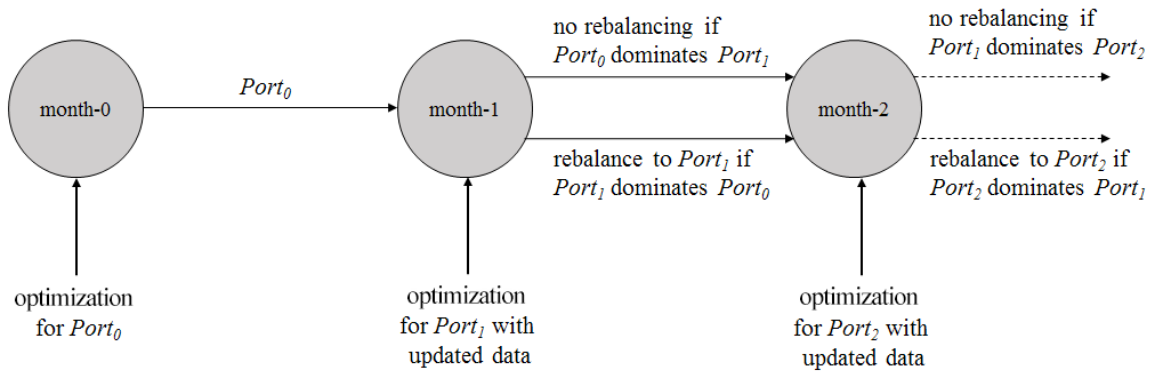 no rebalancing if
Port₀ dominates Port₁
no rebalancing if
Port₁ dominates Port₂
month-0
Port₀
month-1
month-2
rebalance to Port₁ if
Port₁ dominates Port₀
rebalance to Port₂ if
Port₂ dominates Port₁
optimization
for Port₀
optimization
for Port₁ with
updated data
optimization
for Port₂ with
updated data